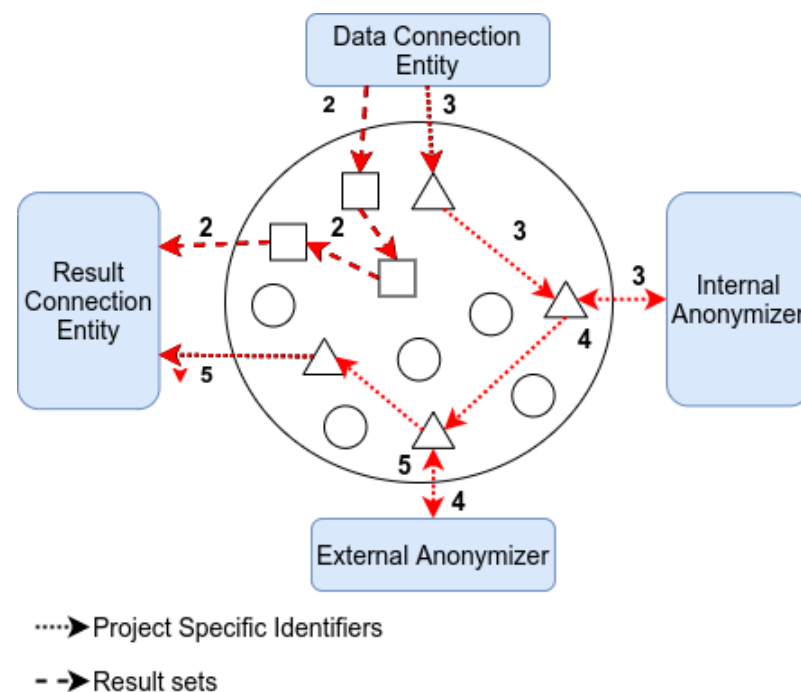 Data Connection
Entity
2
3
2
2
3
3
Result
Connection
Entity
Internal
Anonymizer
4
5
5
4
External Anonymizer
Project Specific Identifiers
Result sets